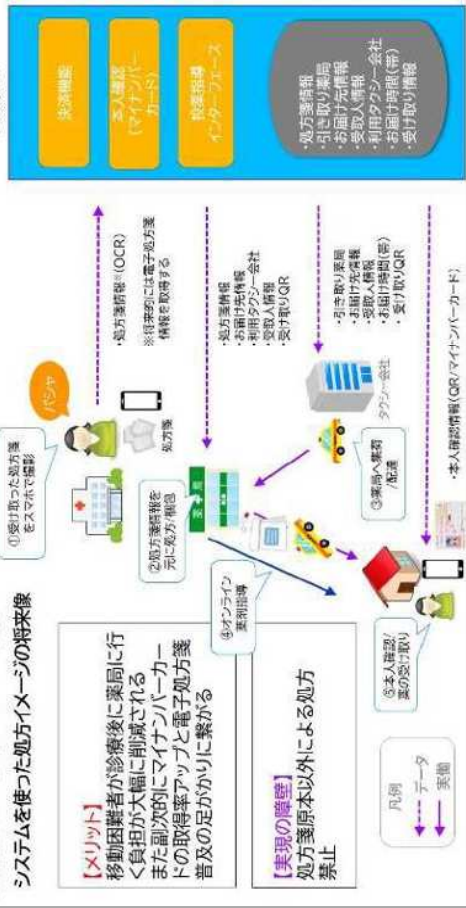 システムを使った処方イメージの将来像
【メリット】
移動困難者が診療後に薬局に行
く負担が大幅に削減される
また副次的にマイナンバーカー
ドの取得率アップと電子処方箋
普及の足がかりに繋がる
【実現の障壁】
処方箋原本以外による処方
禁止
凡例
データ
実働
①受け取った処方箋
をスマホで撮影
パシャ
処方箋
・処方箋情報※(OCR)
※将来的には電子処方箋
情報を取得する
②処方箋情報を
元に処方/梱包
薬局
・処方箋情報
・お届け先情報
・利用タクシー会社
・受取人情報
・受け取りQR
④オンライン
薬剤指導
③薬局へ集荷
/配達
タクシー会社
・引き取り薬局
・お届け先情報
・受取人情報
・お届け時間(帯)
・受け取りQR
⑤本人確認/
薬の受け取り
・本人確認情報(QR/マイナンバーカード)
決済機能
本人確認
(マイナンバー
カード)
投薬指導
インターフェース
・処方箋情報
・引き取り薬局
・お届け先情報
・受取人情報
・利用タクシー会社
・お届け時間(帯)
・受け取り情報